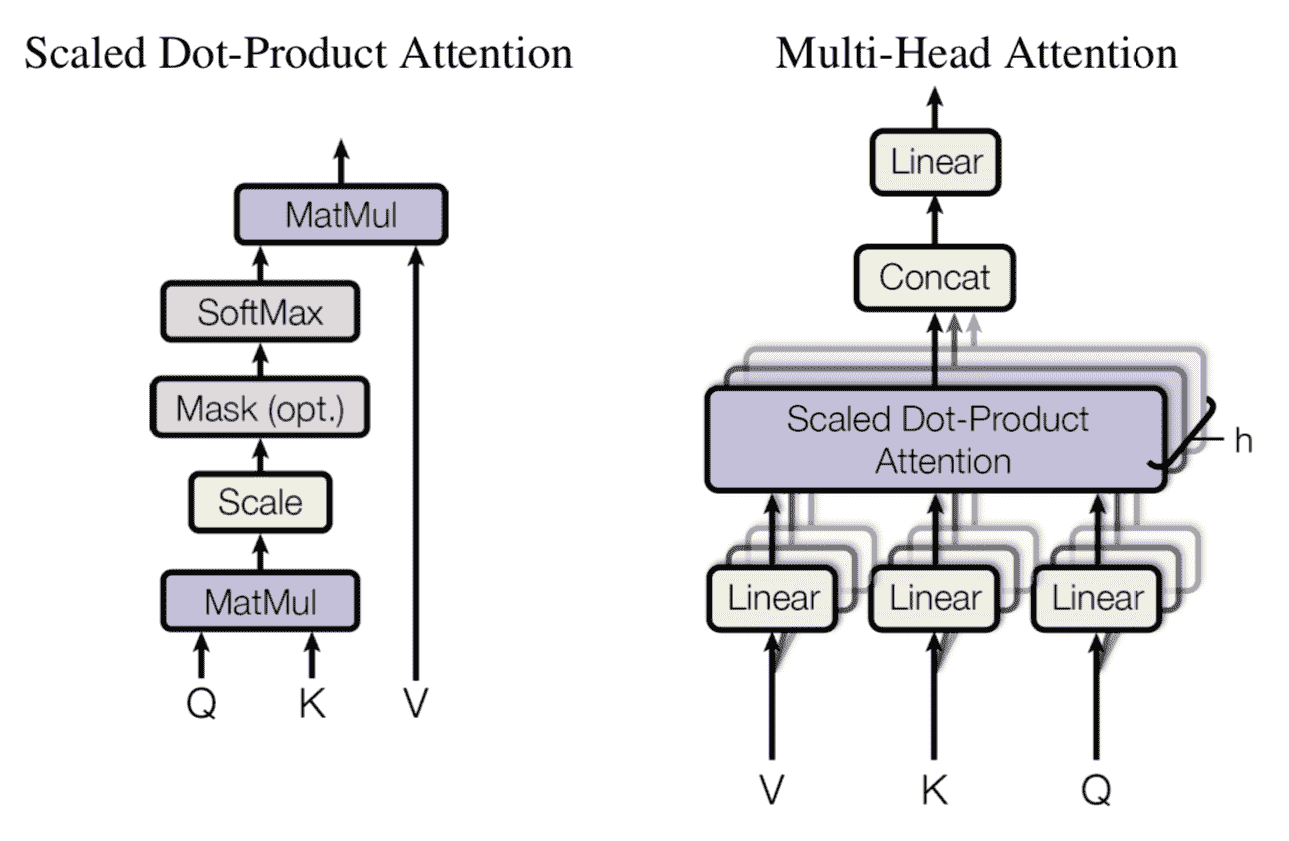 Scaled Dot-Product Attention
MatMul
SoftMax
Mask (opt.)
Scale
MatMul
Q K V
Multi-Head Attention
Linear
Concat
Scaled Dot-Product
Attention
h
Linear Linear Linear
V K Q